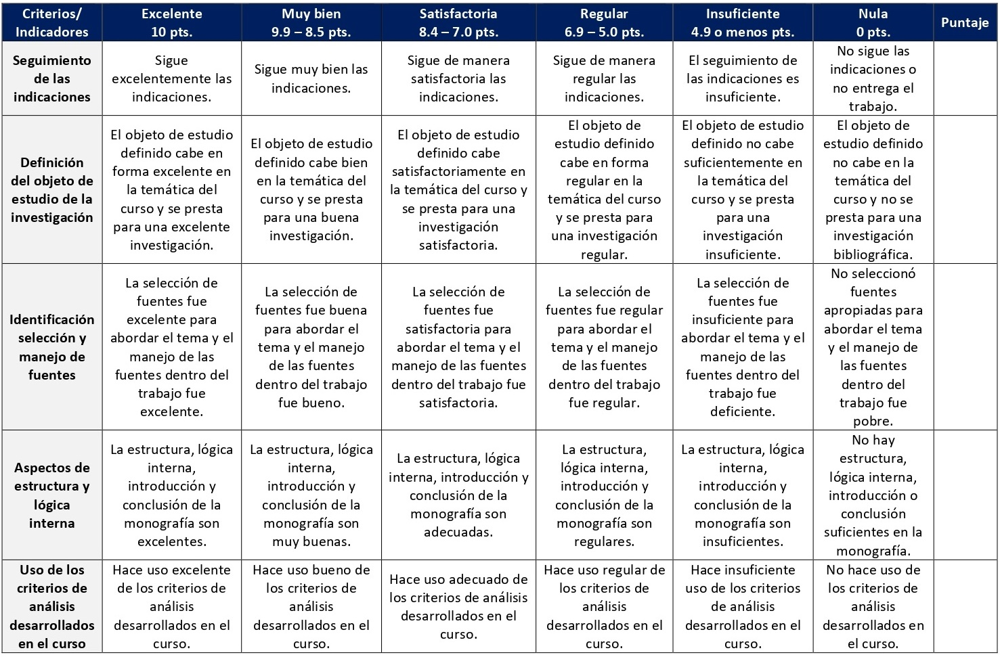 Criterios/
Indicadores
Excelente
10 pts.
Muy bien
9.9 – 8.5 pts.
Satisfactoria
8.4 – 7.0 pts.
Regular
6.9 – 5.0 pts.
Insuficiente
4.9 o menos pts.
Nula
0 pts.
Puntaje
Seguimiento
de las
indicaciones
Sigue
excelentemente las
indicaciones.
Sigue muy bien las
indicaciones.
Sigue de manera
satisfactoria las
indicaciones.
Sigue de manera
regular las
indicaciones.
El seguimiento de
las indicaciones es
insuficiente.
No sigue las
indicaciones o
no entrega el
trabajo.
Definición
del objeto de
estudio de la
investigación
El objeto de estudio
definido cabe en
forma excelente en
la temática del
curso y se presta
para una excelente
investigación.
El objeto de estudio
definido cabe bien
en la temática del
curso y se presta
para una buena
investigación.
El objeto de estudio
definido cabe
satisfactoriamente en
la temática del curso y
se presta para una
investigación
satisfactoria.
El objeto de
estudio definido
cabe en forma
regular en la
temática del curso
y se presta para
una investigación
regular.
El objeto de estudio
definido no cabe
suficientemente en
la temática del
curso y se presta
para una
investigación
insuficiente.
El objeto de
estudio definido
no cabe en la
temática del
curso y no se
presta para una
investigación
bibliográfica.
Identificación
selección y
manejo de
fuentes
La selección de
fuentes fue
excelente para
abordar el tema y el
manejo de las
fuentes dentro del
trabajo fue
excelente.
La selección de
fuentes fue buena
para abordar el
tema y el manejo
de las fuentes
dentro del trabajo
fue bueno.
La selección de
fuentes fue
satisfactoria para
abordar el tema y el
manejo de las fuentes
dentro del trabajo fue
satisfactoria.
La selección de
fuentes fue regular
para abordar el
tema y el manejo
de las fuentes
dentro del trabajo
fue regular.
La selección de
fuentes fue
insuficiente para
abordar el tema y el
manejo de las
fuentes dentro del
trabajo fue
deficiente.
No seleccionó
fuentes
apropiadas para
abordar el tema
y el manejo de
las fuentes
dentro del
trabajo fue
pobre.
Aspectos de
estructura y
lógica
interna
La estructura, lógica
interna,
introducción y
conclusión de la
monografía son
excelentes.
La estructura, lógica
interna,
introducción y
conclusión de la
monografía son
muy buenas.
La estructura, lógica
interna, introducción y
conclusión de la
monografía son
adecuadas.
La estructura,
lógica interna,
introducción y
conclusión de la
monografía son
regulares.
La estructura, lógica
interna,
introducción y
conclusión de la
monografía son
insuficientes.
No hay
estructura,
lógica interna,
introducción o
conclusión
suficientes en la
monografía.
Uso de los
criterios de
análisis
desarrollados
en el curso
Hace uso excelente
de los criterios de
análisis
desarrollados en el
curso.
Hace uso bueno de
los criterios de
análisis
desarrollados en el
curso.
Hace uso adecuado de
los criterios de análisis
desarrollados en el
curso.
Hace uso regular de
los criterios de
análisis
desarrollados en el
curso.
Hace insuficiente
uso de los criterios
de análisis
desarrollados en el
curso.
No hace uso de
los criterios de
análisis
desarrollados en
el curso.